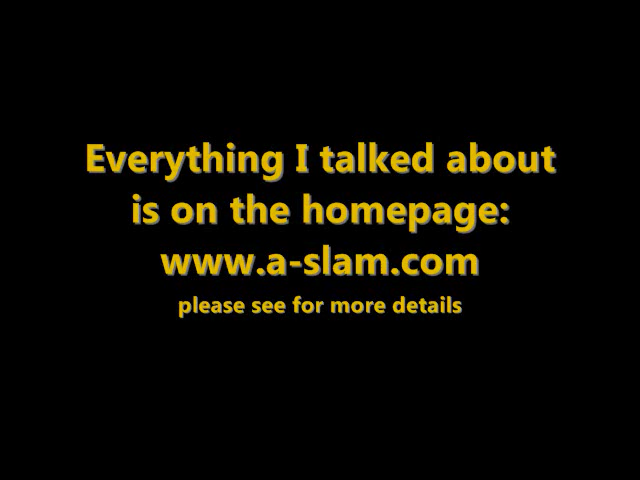 Everything I talked about
is on the homepage:
www.a-slam.com
please see for more details